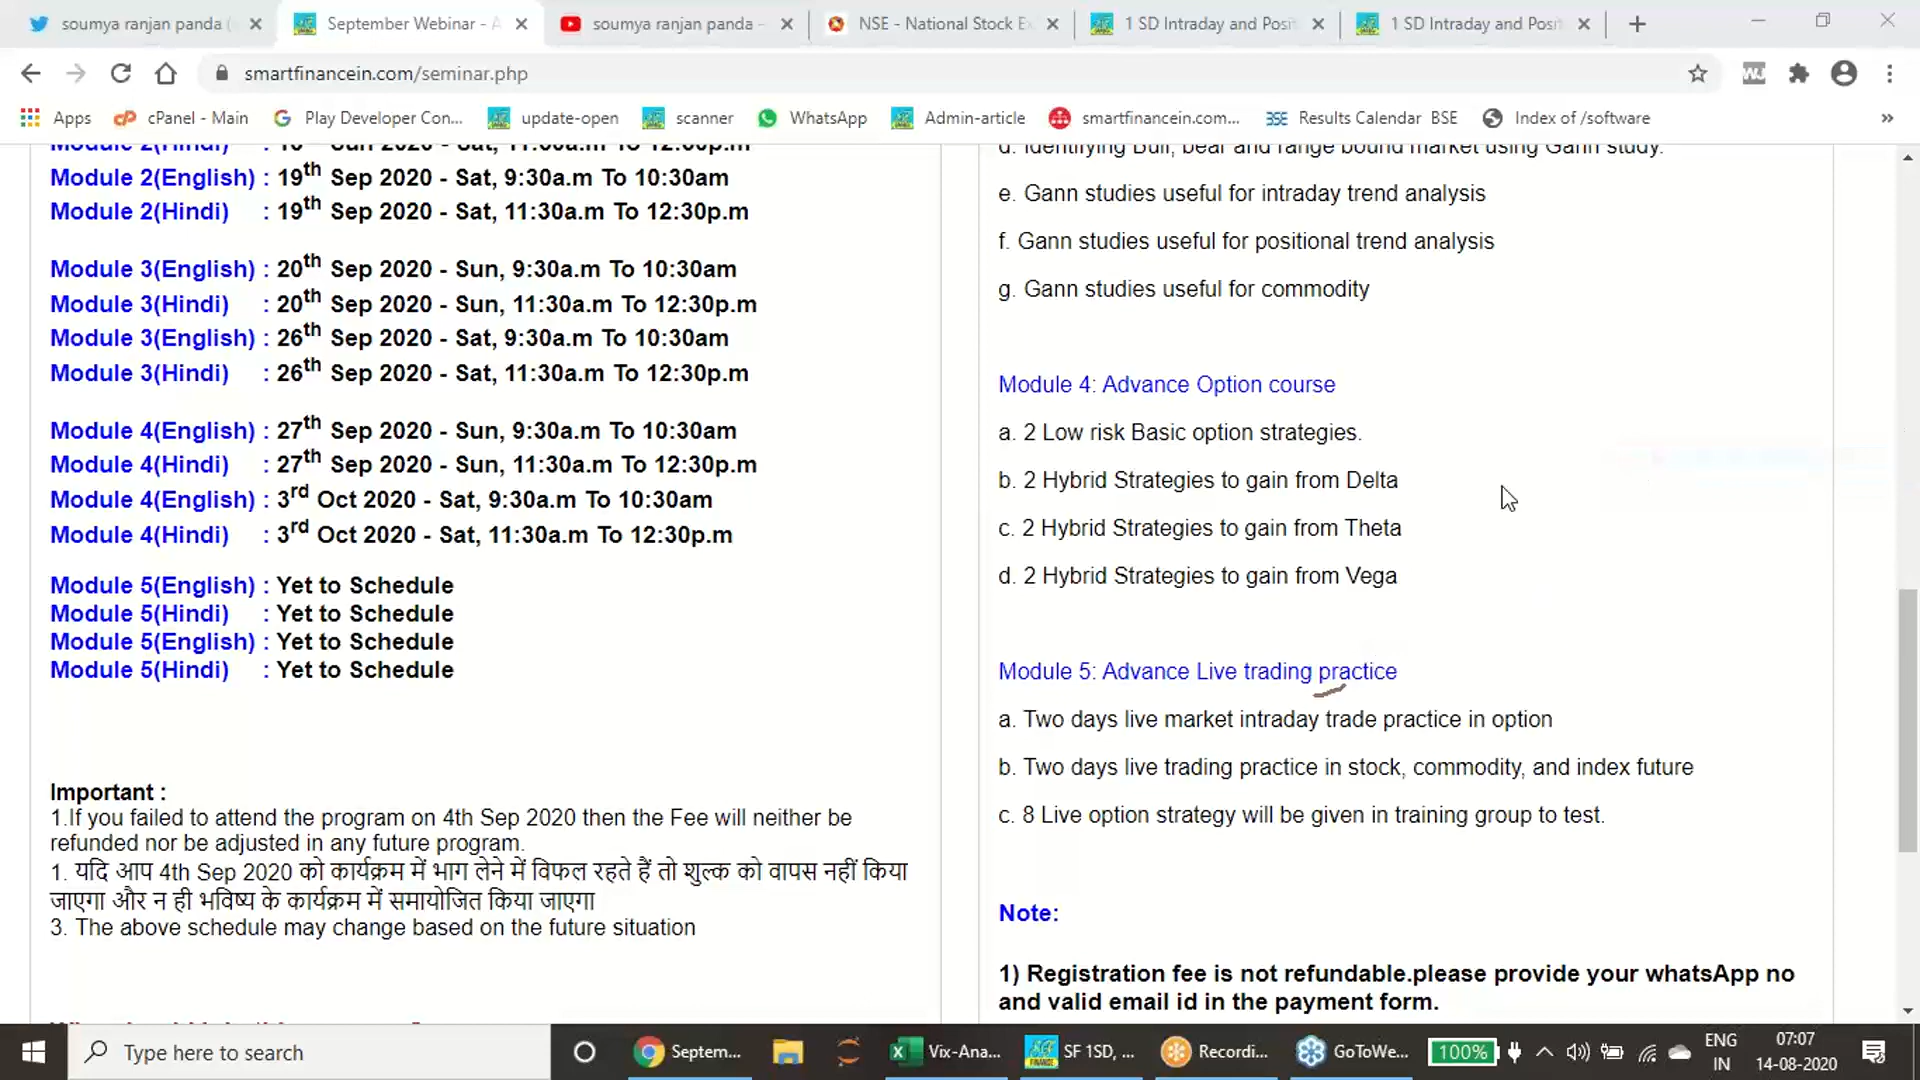 soumya ranjan panda (
September Webinar - A
soumya ranjan panda -
NSE - National Stock Ex
1 SD Intraday and Posit
1 SD Intraday and Posit
smartfinancein.com/seminar.php
Apps
cPanel - Main
Play Developer Con...
update-open
scanner
WhatsApp
Admin-article
smartfinancein.com...
Results Calendar BSE
Index of /software
Module 2(English) : 19th Sep 2020 - Sat, 9:30a.m To 10:30am
Module 2(Hindi) : 19th Sep 2020 - Sat, 11:30a.m To 12:30p.m
Module 3(English) : 20th Sep 2020 - Sun, 9:30a.m To 10:30am
Module 3(Hindi) : 20th Sep 2020 - Sun, 11:30a.m To 12:30p.m
Module 3(English) : 26th Sep 2020 - Sat, 9:30a.m To 10:30am
Module 3(Hindi) : 26th Sep 2020 - Sat, 11:30a.m To 12:30p.m
Module 4(English) : 27th Sep 2020 - Sun, 9:30a.m To 10:30am
Module 4(Hindi) : 27th Sep 2020 - Sun, 11:30a.m To 12:30p.m
Module 4(English) : 3rd Oct 2020 - Sat, 9:30a.m To 10:30am
Module 4(Hindi) : 3rd Oct 2020 - Sat, 11:30a.m To 12:30p.m
Module 5(English) : Yet to Schedule
Module 5(Hindi) : Yet to Schedule
Module 5(English) : Yet to Schedule
Module 5(Hindi) : Yet to Schedule
Important :
1.If you failed to attend the program on 4th Sep 2020 then the Fee will neither be
refunded nor be adjusted in any future program.
1. यदि आप 4th Sep 2020 को कार्यक्रम में भाग लेने में विफल रहते हैं तो शुल्क को वापस नहीं किया
जाएगा और न ही भविष्य के कार्यक्रम में समायोजित किया जाएगा
3. The above schedule may change based on the future situation
d. Identifying Bull, bear and range bound market using Gann study.
e. Gann studies useful for intraday trend analysis
f. Gann studies useful for positional trend analysis
g. Gann studies useful for commodity
Module 4: Advance Option course
a. 2 Low risk Basic option strategies.
b. 2 Hybrid Strategies to gain from Delta
c. 2 Hybrid Strategies to gain from Theta
d. 2 Hybrid Strategies to gain from Vega
Module 5: Advance Live trading practice
a. Two days live market intraday trade practice in option
b. Two days live trading practice in stock, commodity, and index future
c. 8 Live option strategy will be given in training group to test.
Note:
1) Registration fee is not refundable.please provide your whatsApp no
and valid email id in the payment form.
Type here to search
Septem...
Vix-Ana...
SF 1SD, ...
Recordi...
GoToWe...
100%
ENG
IN
07:07
14-08-2020